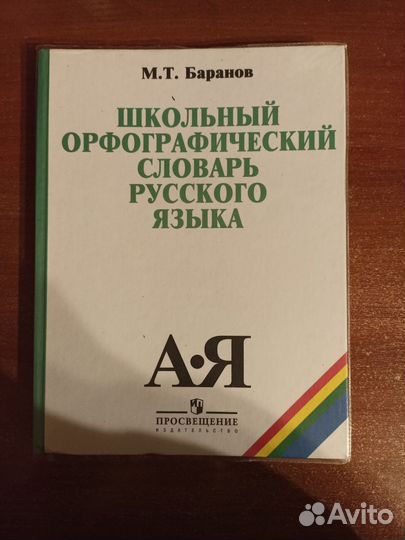 М.Т. Баранов
ШКОЛЬНЫЙ
ОРФОГРАФИЧЕСКИЙ
СЛОВАРЬ
РУССКОГО
ЯЗЫКА
А•Я
ПРОСВЕЩЕНИЕ
ИЗДАТЕЛЬСТВО
Avito